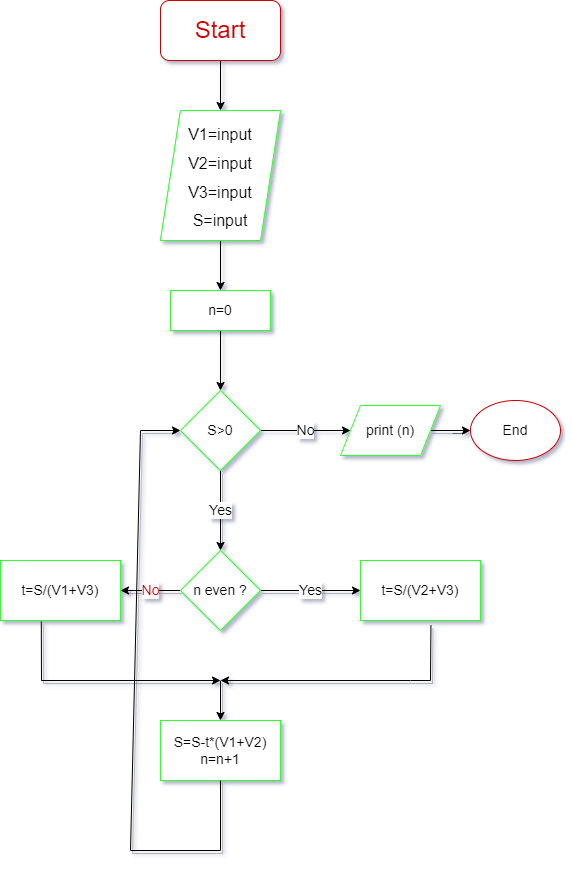 Start
V1=input
V2=input
V3=input
S=input
n=0
S>0
No
print (n)
End
Yes
t=S/(V1+V3)
No
n even ?
Yes
t=S/(V2+V3)
S=S-t*(V1+V2)
n=n+1